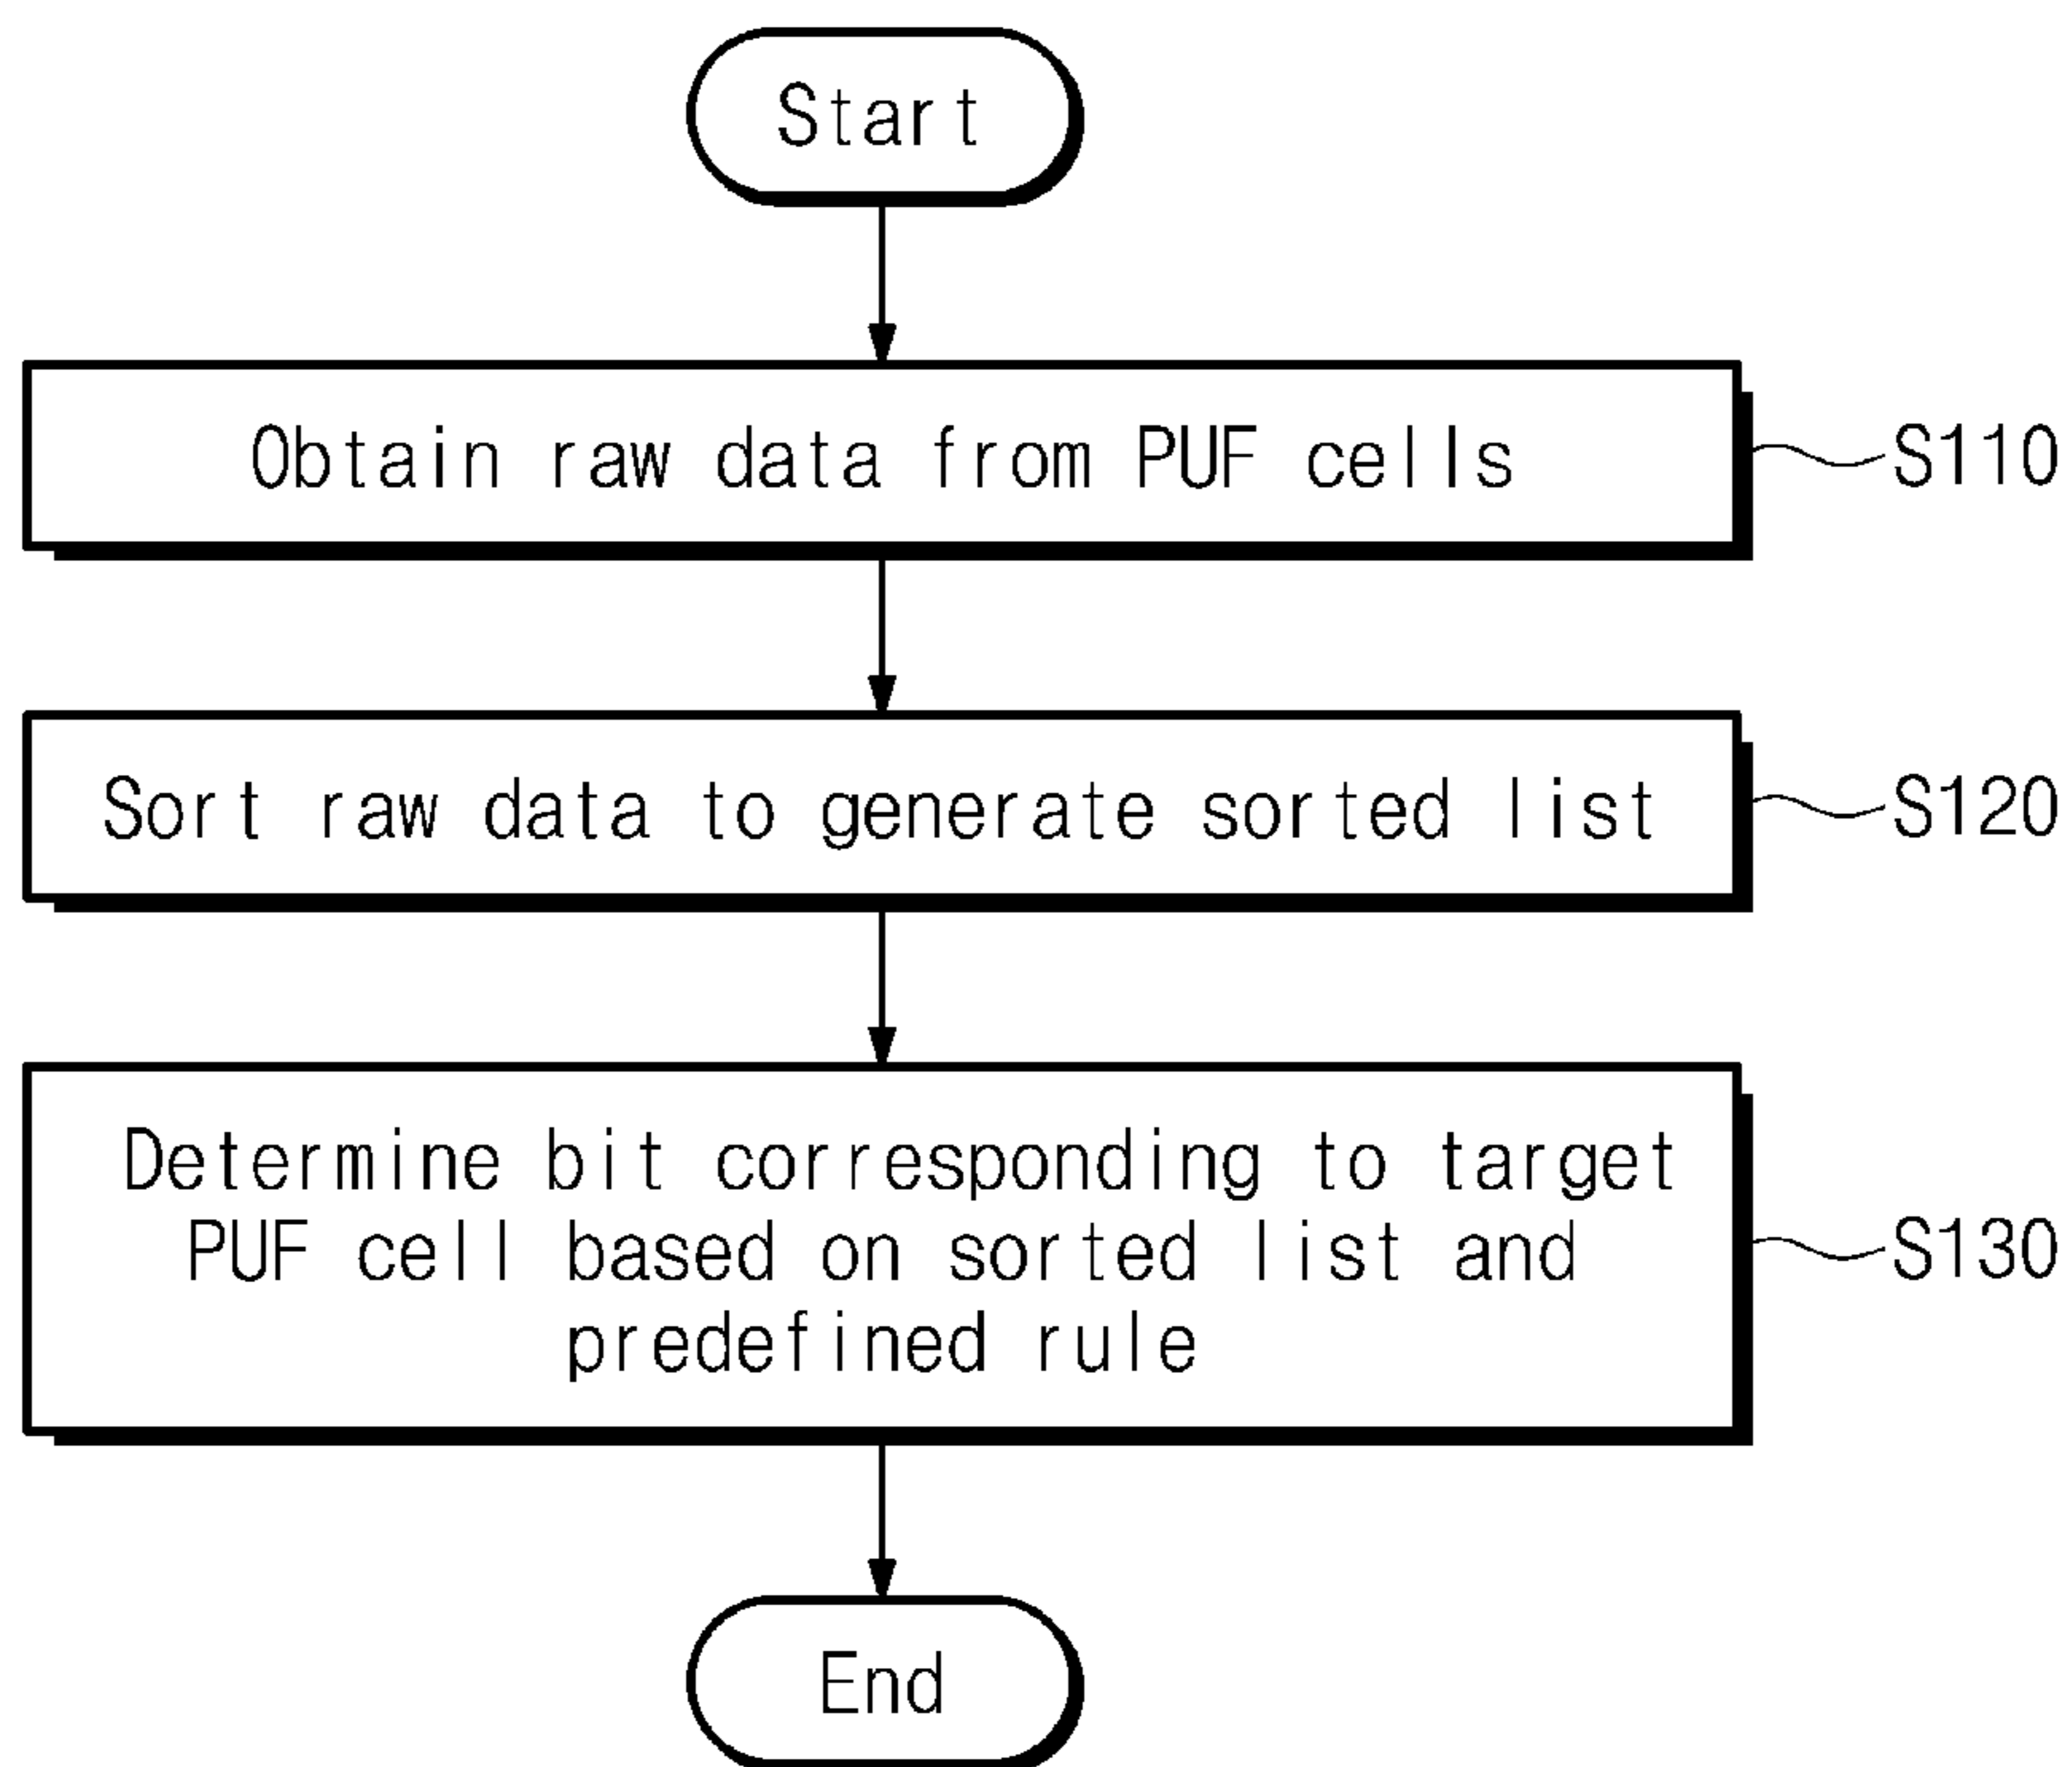 Start
Obtain raw data from PUF cells
S110
Sort raw data to generate sorted list
S120
Determine bit corresponding to target
PUF cell based on sorted list and
predefined rule
S130
End